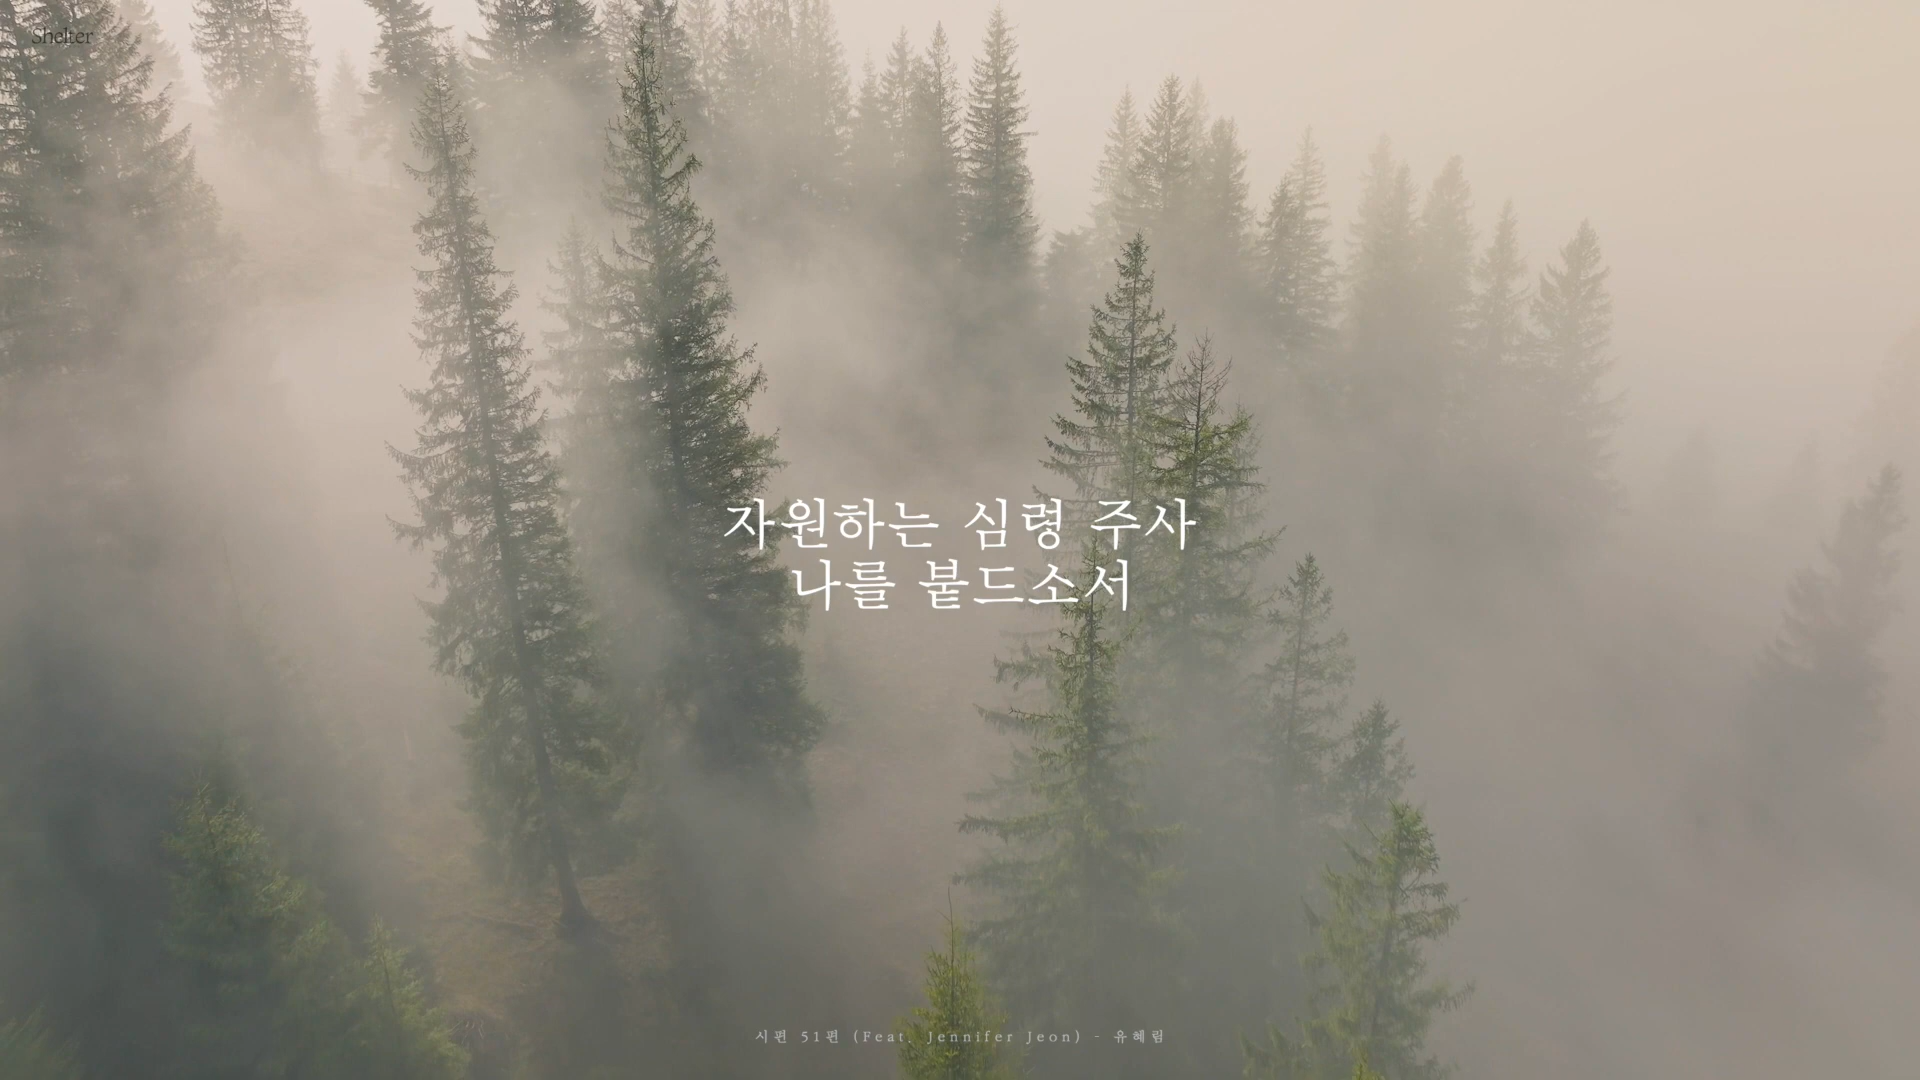 Shelter
자원하는 심령 주사
나를 붙드소서
시편 51편 (Feat. Jennifer Jeon) - 유혜림